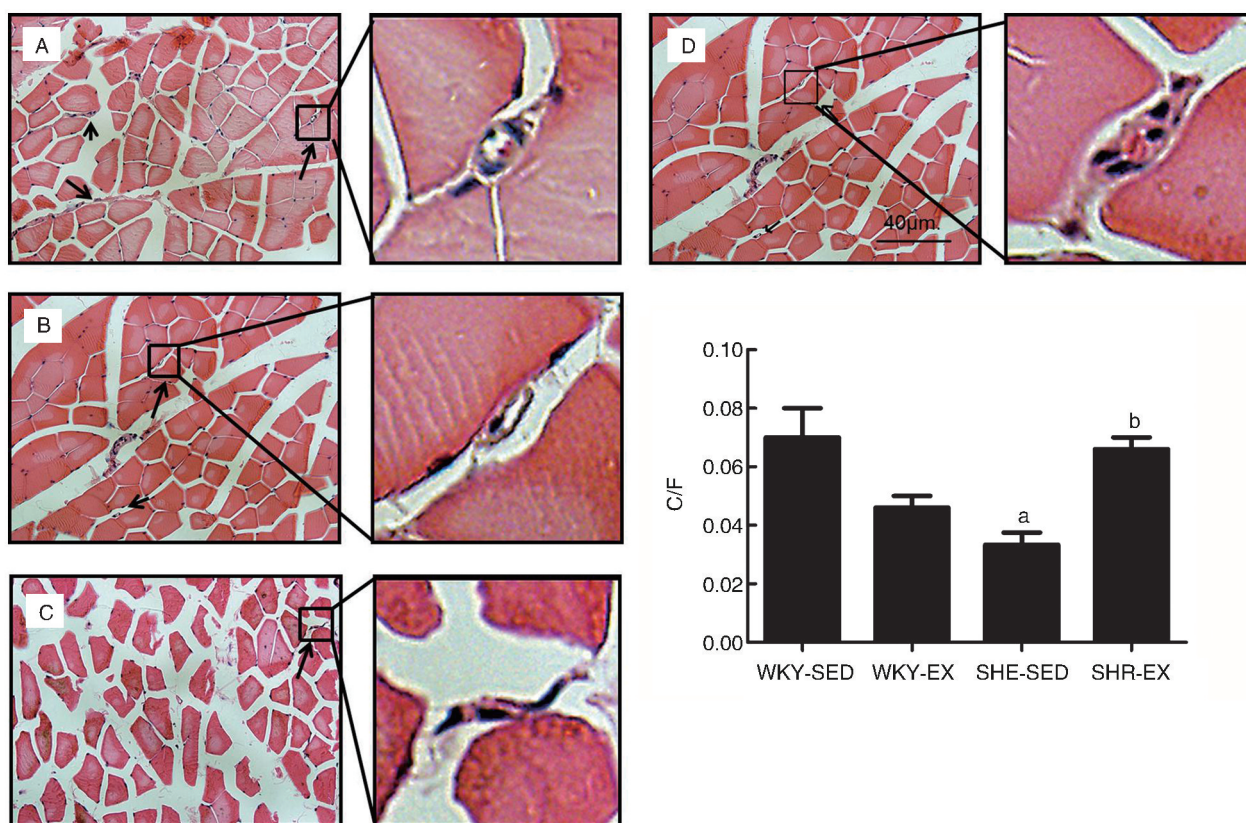 A
D
40µm.
B
C
0.10
0.08
0.06
0.04
0.02
0.00
C/F
a
b
WKY-SED WKY-EX SHE-SED SHR-EX